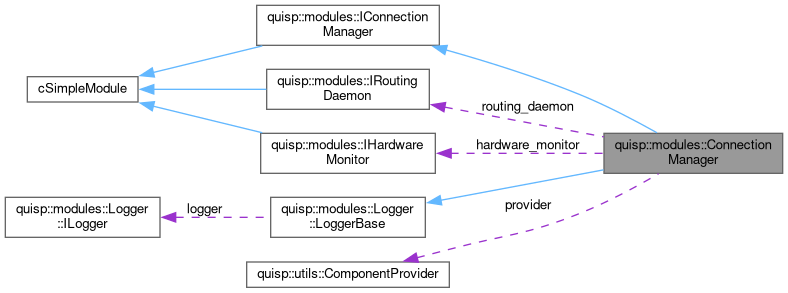 quisp::modules::IConnection
Manager
cSimpleModule
quisp::modules::IRouting
Daemon
routing_daemon
quisp::modules::IHardware
Monitor
hardware_monitor
quisp::modules::Connection
Manager
quisp::modules::Logger
::ILogger
logger
quisp::modules::Logger
::LoggerBase
provider
quisp::utils::ComponentProvider